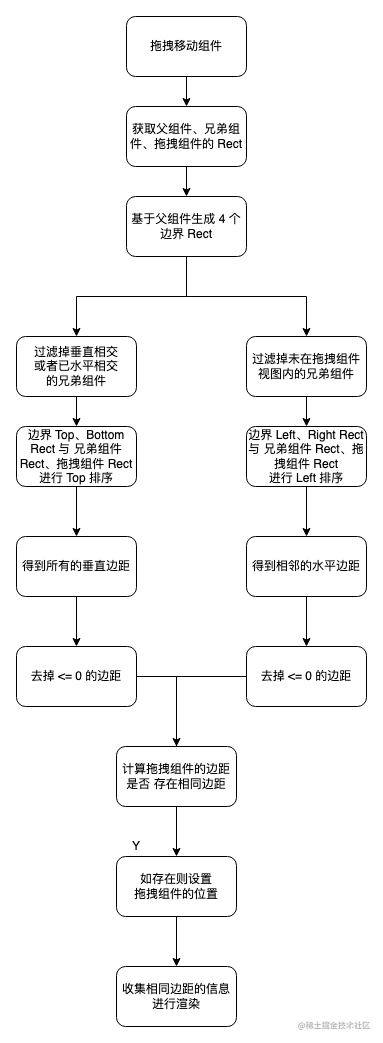 拖拽移动组件
获取父组件、兄弟组
件、拖拽组件的 Rect
基于父组件生成 4 个
边界 Rect
过滤掉垂直相交
或者已水平相交
的兄弟组件
过滤掉未在拖拽组件
视图内的兄弟组件
边界 Top、Bottom
Rect 与 兄弟组件
Rect、拖拽组件 Rect
进行 Top 排序
边界 Left、Right Rect
与 兄弟组件 Rect、拖
拽组件 Rect
进行 Left 排序
得到所有的垂直边距
得到相邻的水平边距
去掉 <= 0 的边距
去掉 <= 0 的边距
计算拖拽组件的边距
是否 存在相同边距
Y
如存在则设置
拖拽组件的位置
收集相同边距的信息
进行渲染
@稀土掘金技术社区